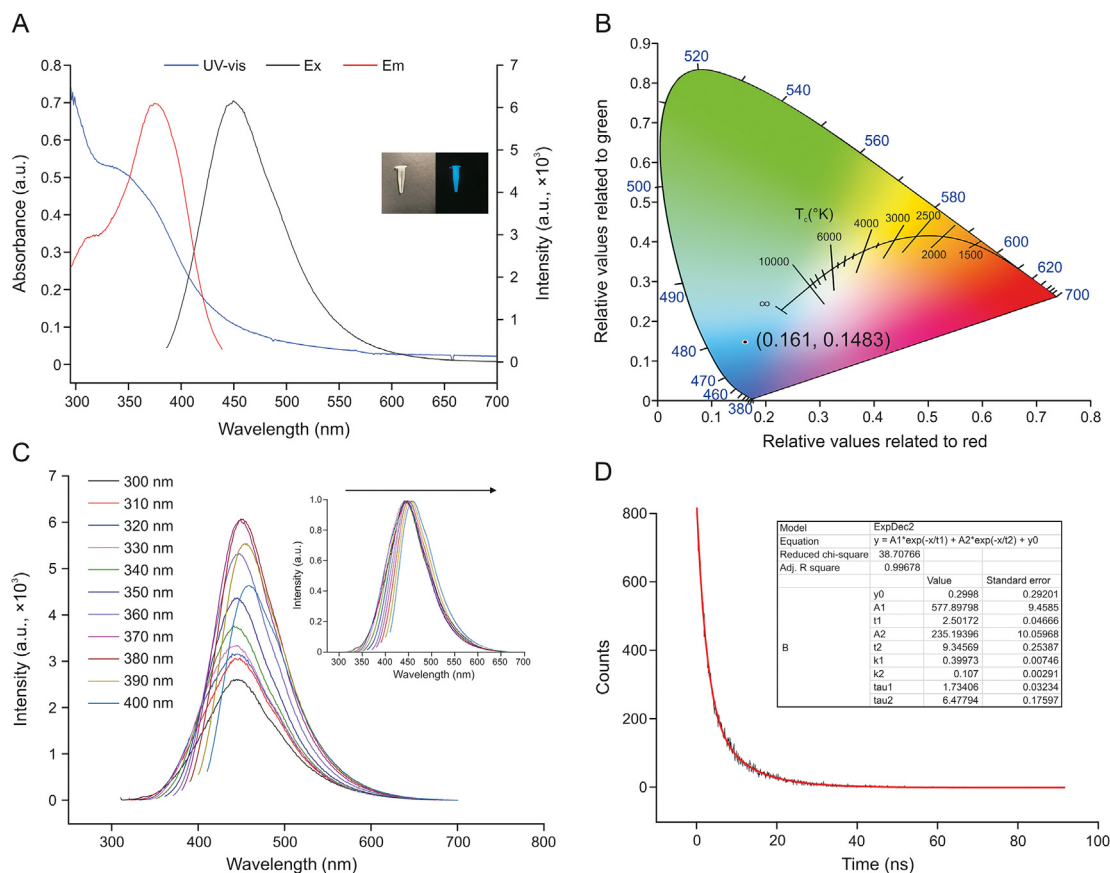 A
UV-vis Ex Em
Absorbance (a.u.)
0.8
0.7
0.6
0.5
0.4
0.3
0.2
0.1
0
Intensity (a.u., ×10³)
7
6
5
4
3
2
1
0
300 350 400 450 500 550 600 650 700
Wavelength (nm)
B
Relative values related to green
0.9
0.8
0.7
0.6
0.5
0.4
0.3
0.2
0.1
0
520
540
560
580
600
620
700
500
490
480
470
460
380
Tc(°K)
10000
6000
4000
3000
2500
2000
1500
∞
(0.161, 0.1483)
0 0.1 0.2 0.3 0.4 0.5 0.6 0.7 0.8
Relative values related to red
C
300 nm
310 nm
320 nm
330 nm
340 nm
350 nm
360 nm
370 nm
380 nm
390 nm
400 nm
Intensity (a.u., ×10³)
7
6
5
4
3
2
1
0
300 400 500 600 700 800
Wavelength (nm)
Intensity (a.u.)
1.0
0.8
0.6
0.4
0.2
0
300 350 400 450 500 550 600 700
Wavelength (nm)
D
Counts
800
600
400
200
0
0 20 40 60 80 100
Time (ns)
Model ExpDec2
Equation y = A1*exp(-x/t1) + A2*exp(-x/t2) + y0
Reduced chi-square 38.70766
Adj. R square 0.99678
Value Standard error
B
y0 0.2998 0.29201
A1 577.89798 9.4585
t1 2.50172 0.04666
A2 235.19396 10.05968
t2 9.34569 0.25387
k1 0.39973 0.00746
k2 0.107 0.00291
tau1 1.73406 0.03234
tau2 6.47794 0.17597